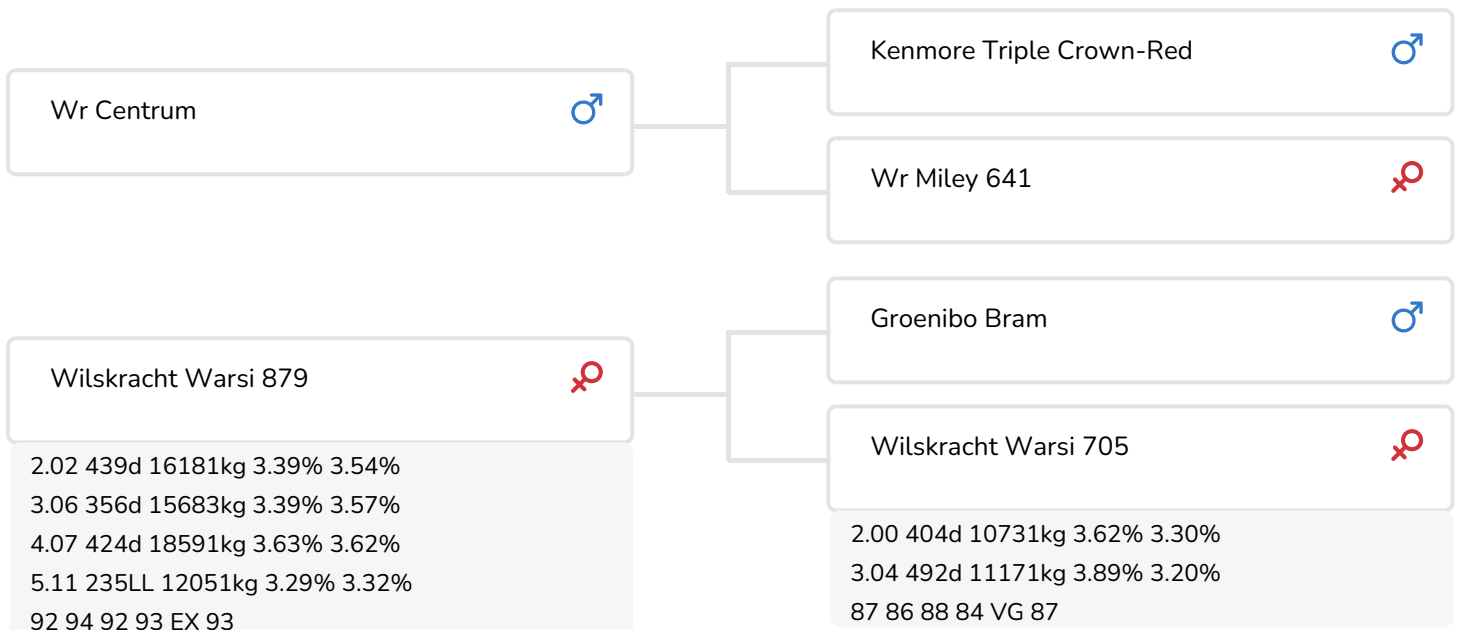 Wr Centrum
Kenmore Triple Crown-Red
Wr Miley 641
Wilskracht Warsi 879
2.02 439d 16181kg 3.39% 3.54%
3.06 356d 15683kg 3.39% 3.57%
4.07 424d 18591kg 3.63% 3.62%
5.11 235LL 12051kg 3.29% 3.32%
92 94 92 93 EX 93
Groenibo Bram
Wilskracht Warsi 705
2.00 404d 10731kg 3.62% 3.30%
3.04 492d 11171kg 3.89% 3.20%
87 86 88 84 VG 87